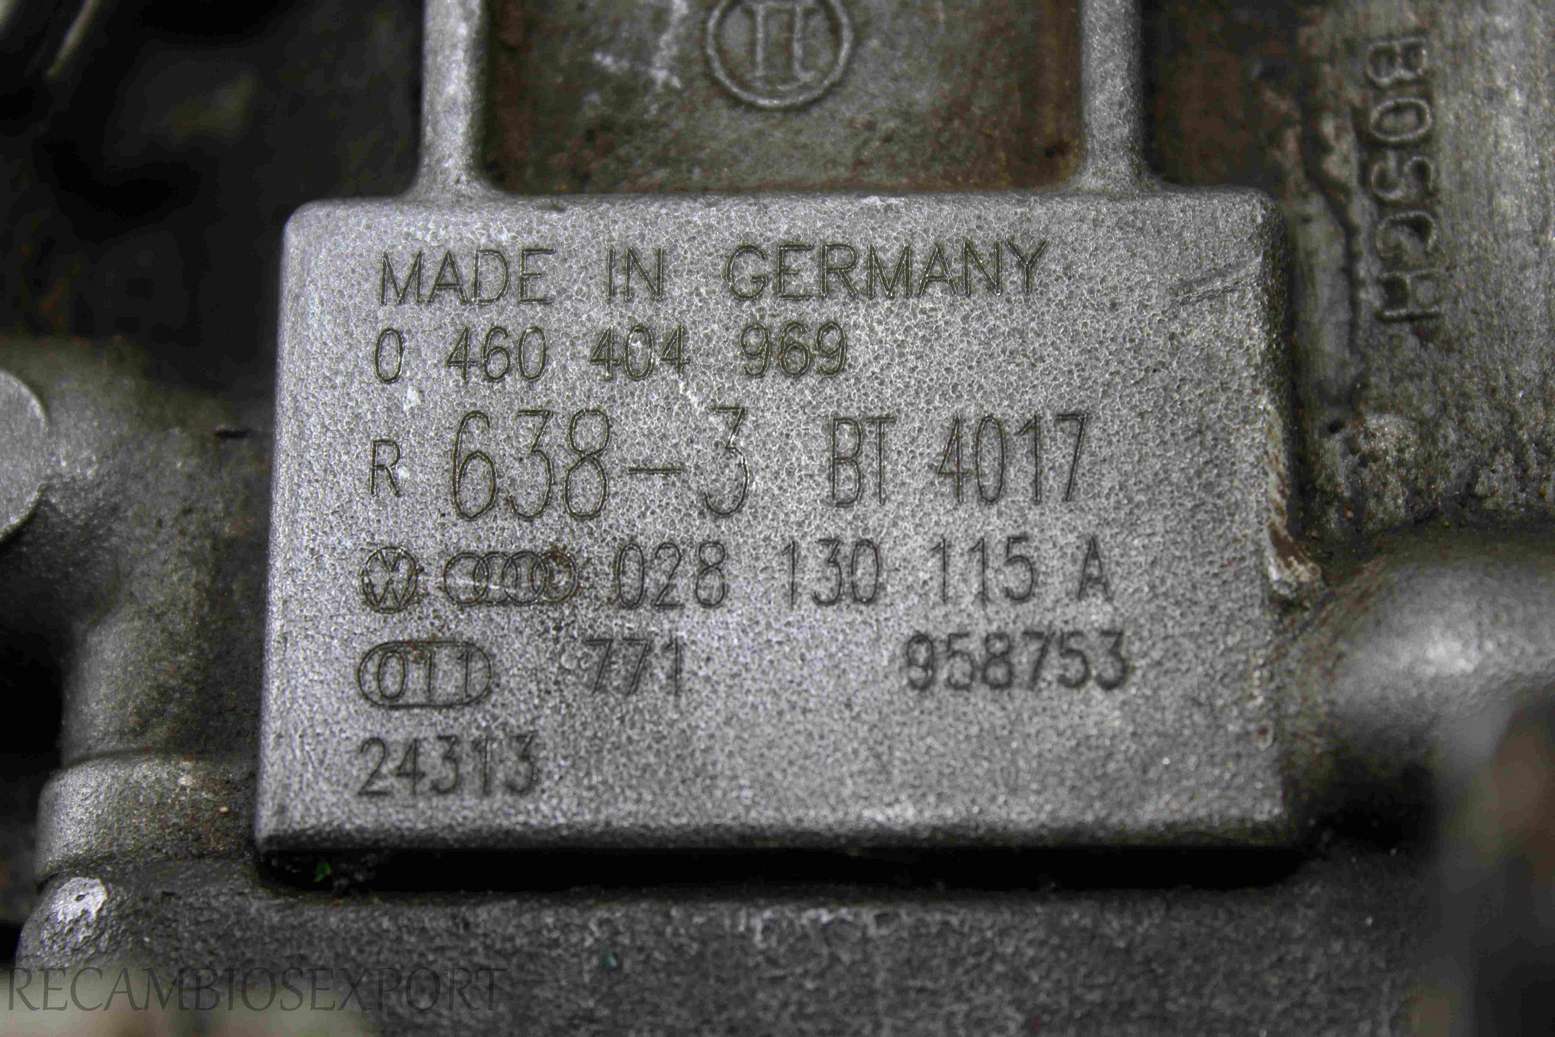 BOSCH
MADE IN GERMANY
0 460 404 969
R 638-3 BT 4017
028 130 115 A
011 771 958753
24313
RECAMBIOSEXPORT